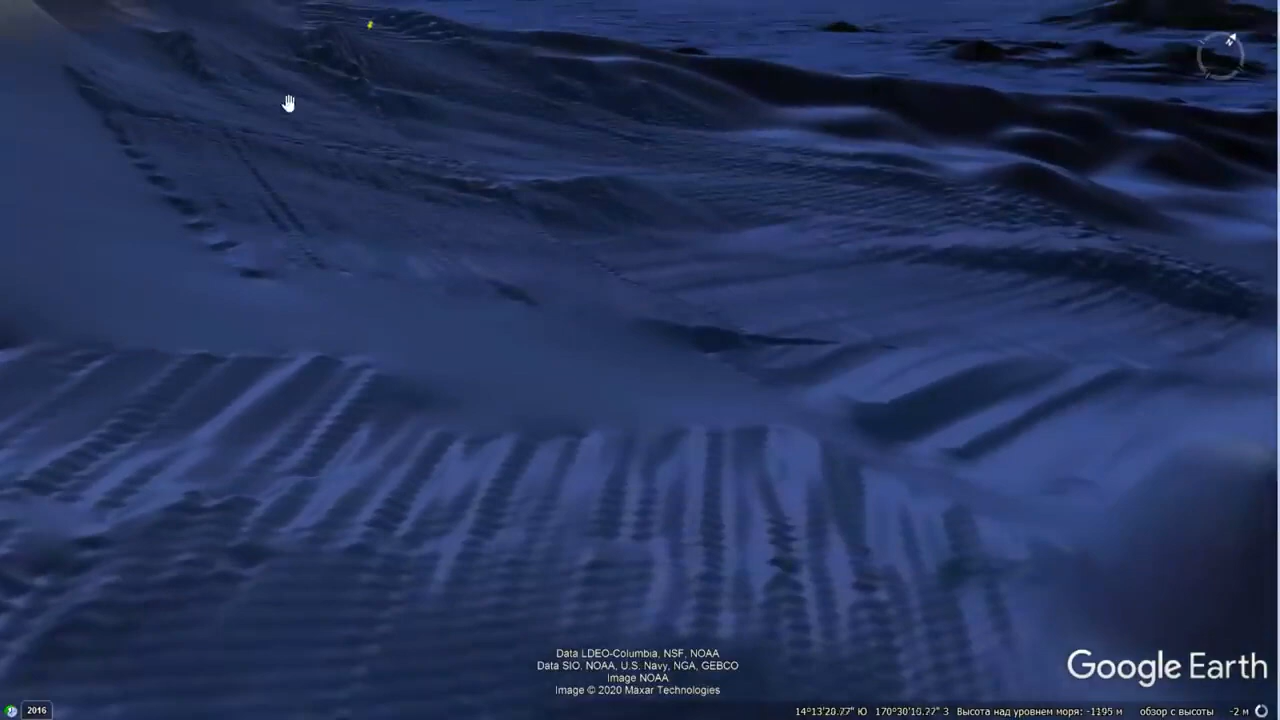 N
Data LDEO-Columbia, NSF, NOAA
Data SIO. NOAA, U.S. Navy, NGA, GEBCO
Image NOAA
Image © 2020 Maxar Technologies
Google Earth
2016
14°13'20.77" Ю 170°30'10.77" З Высота над уровнем моря: -1195 м обзор с высоты -2 м